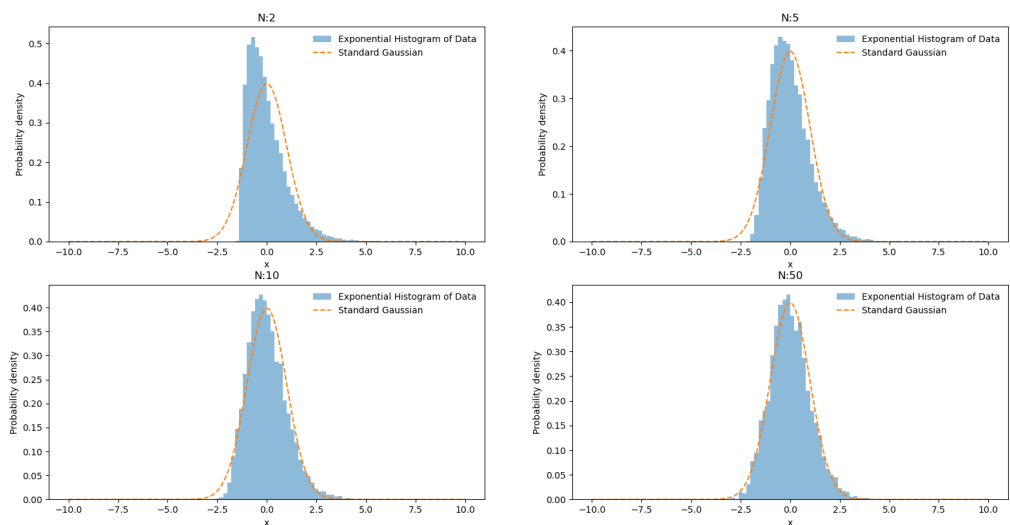 N:2
Exponential Histogram of Data
Standard Gaussian
Probability density
0.5
0.4
0.3
0.2
0.1
0.0
−10.0 −7.5 −5.0 −2.5 0.0 2.5 5.0 7.5 10.0
x
N:5
Exponential Histogram of Data
Standard Gaussian
Probability density
0.4
0.3
0.2
0.1
0.0
−10.0 −7.5 −5.0 −2.5 0.0 2.5 5.0 7.5 10.0
x
N:10
Exponential Histogram of Data
Standard Gaussian
Probability density
0.40
0.35
0.30
0.25
0.20
0.15
0.10
0.05
0.00
−10.0 −7.5 −5.0 −2.5 0.0 2.5 5.0 7.5 10.0
x
N:50
Exponential Histogram of Data
Standard Gaussian
Probability density
0.40
0.35
0.30
0.25
0.20
0.15
0.10
0.05
0.00
−10.0 −7.5 −5.0 −2.5 0.0 2.5 5.0 7.5 10.0
x